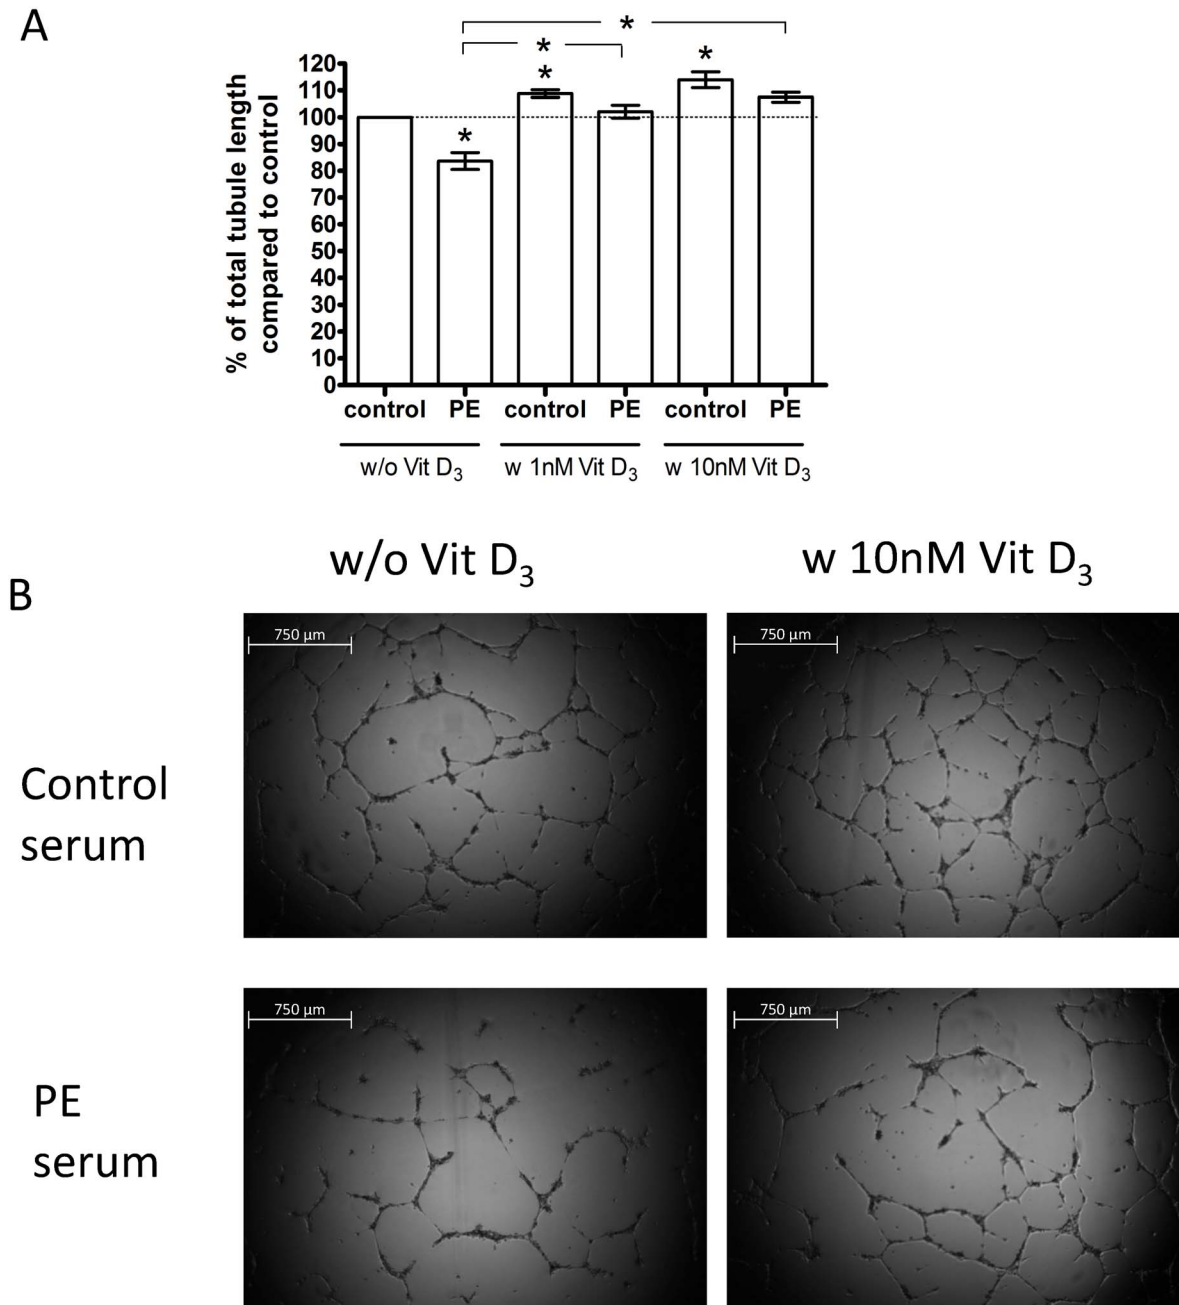 A
*
*
*
*
*
% of total tubule length
compared to control
120
110
100
90
80
70
60
50
40
30
20
10
0
control PE control PE control PE
w/o Vit D₃ w 1nM Vit D₃ w 10nM Vit D₃
w/o Vit D₃ w 10nM Vit D₃
B
Control
serum
750 µm 750 µm
PE
serum
750 µm 750 µm